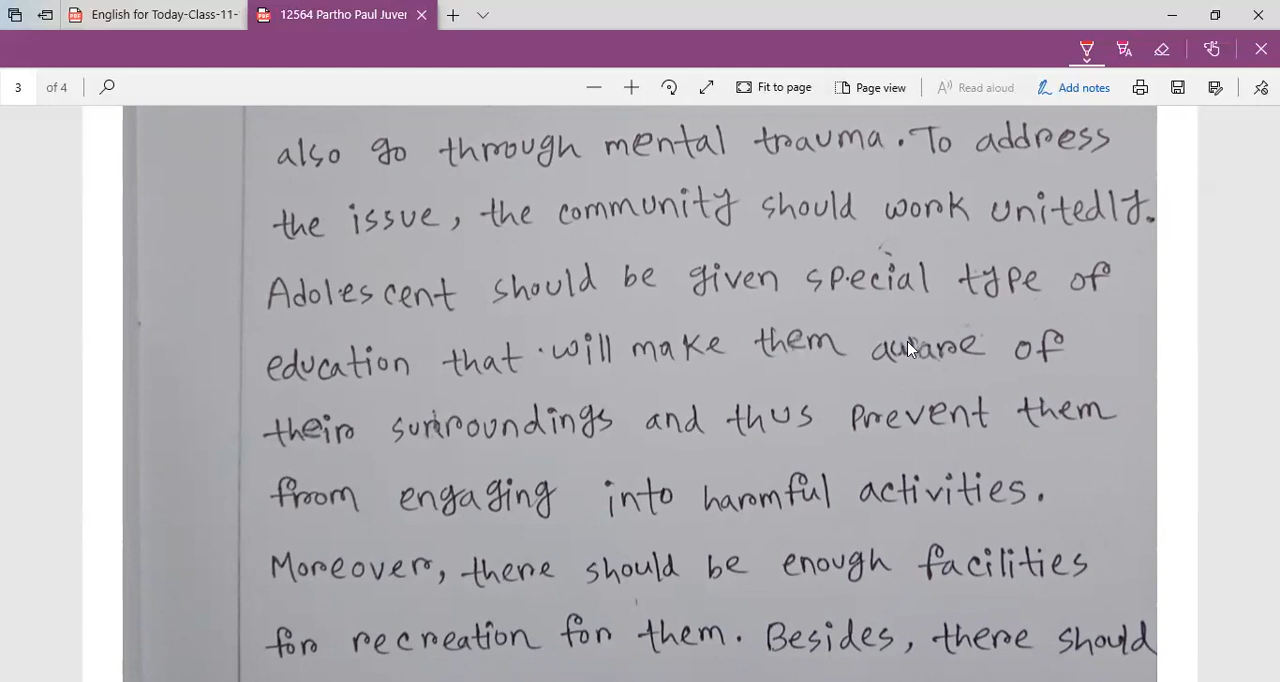 English for Today-Class-11-
12564 Partho Paul Juver
3 of 4
Fit to page
Page view
Read aloud
Add notes
also go through mental trauma. To address
the issue, the community should work unitedly.
Adolescent should be given special type of
education that will make them aware of
their surroundings and thus prevent them
from engaging into harmful activities.
Moreover, there should be enough facilities
for recreation for them. Besides, there should